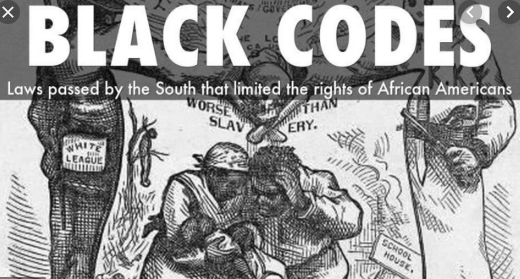 BLACK CODES
Laws passed by the South that limited the rights of African Americans
WORSE THAN
SLAVERY.
WHITE
LEAGUE
SCHOOL
HOUSE.